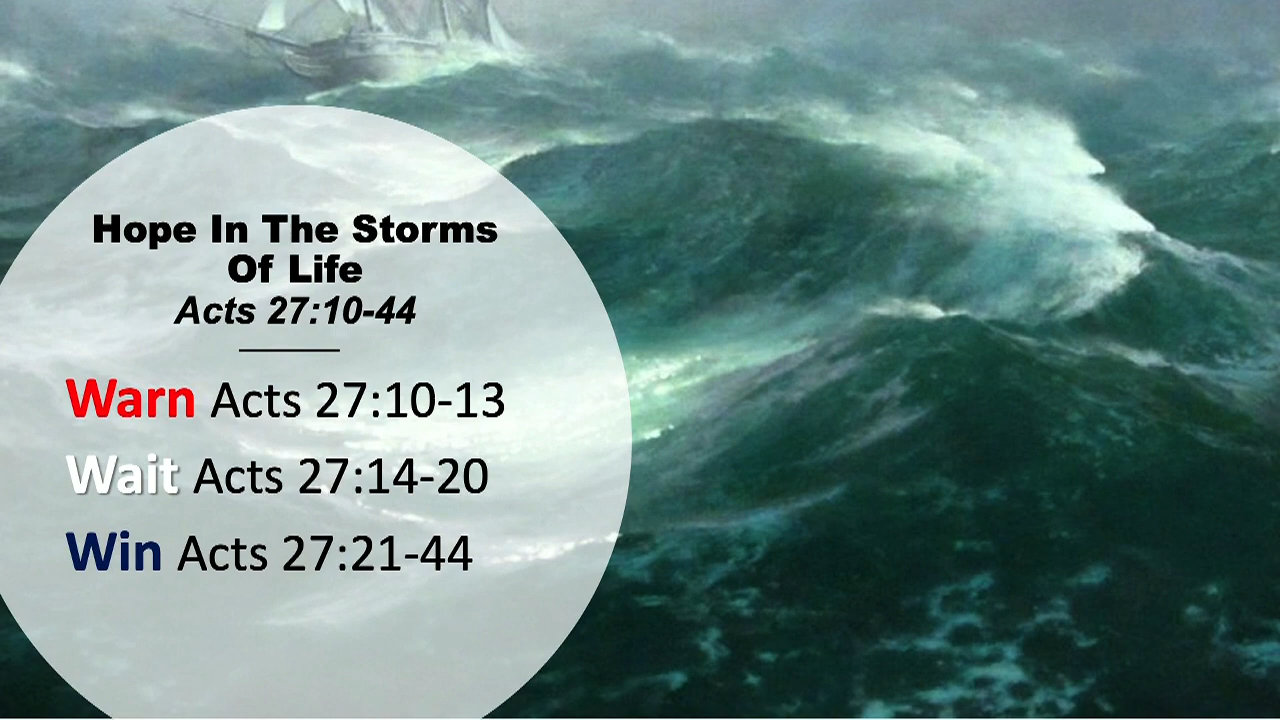 Hope In The Storms
Of Life
Acts 27:10-44
Warn Acts 27:10-13
Wait Acts 27:14-20
Win Acts 27:21-44